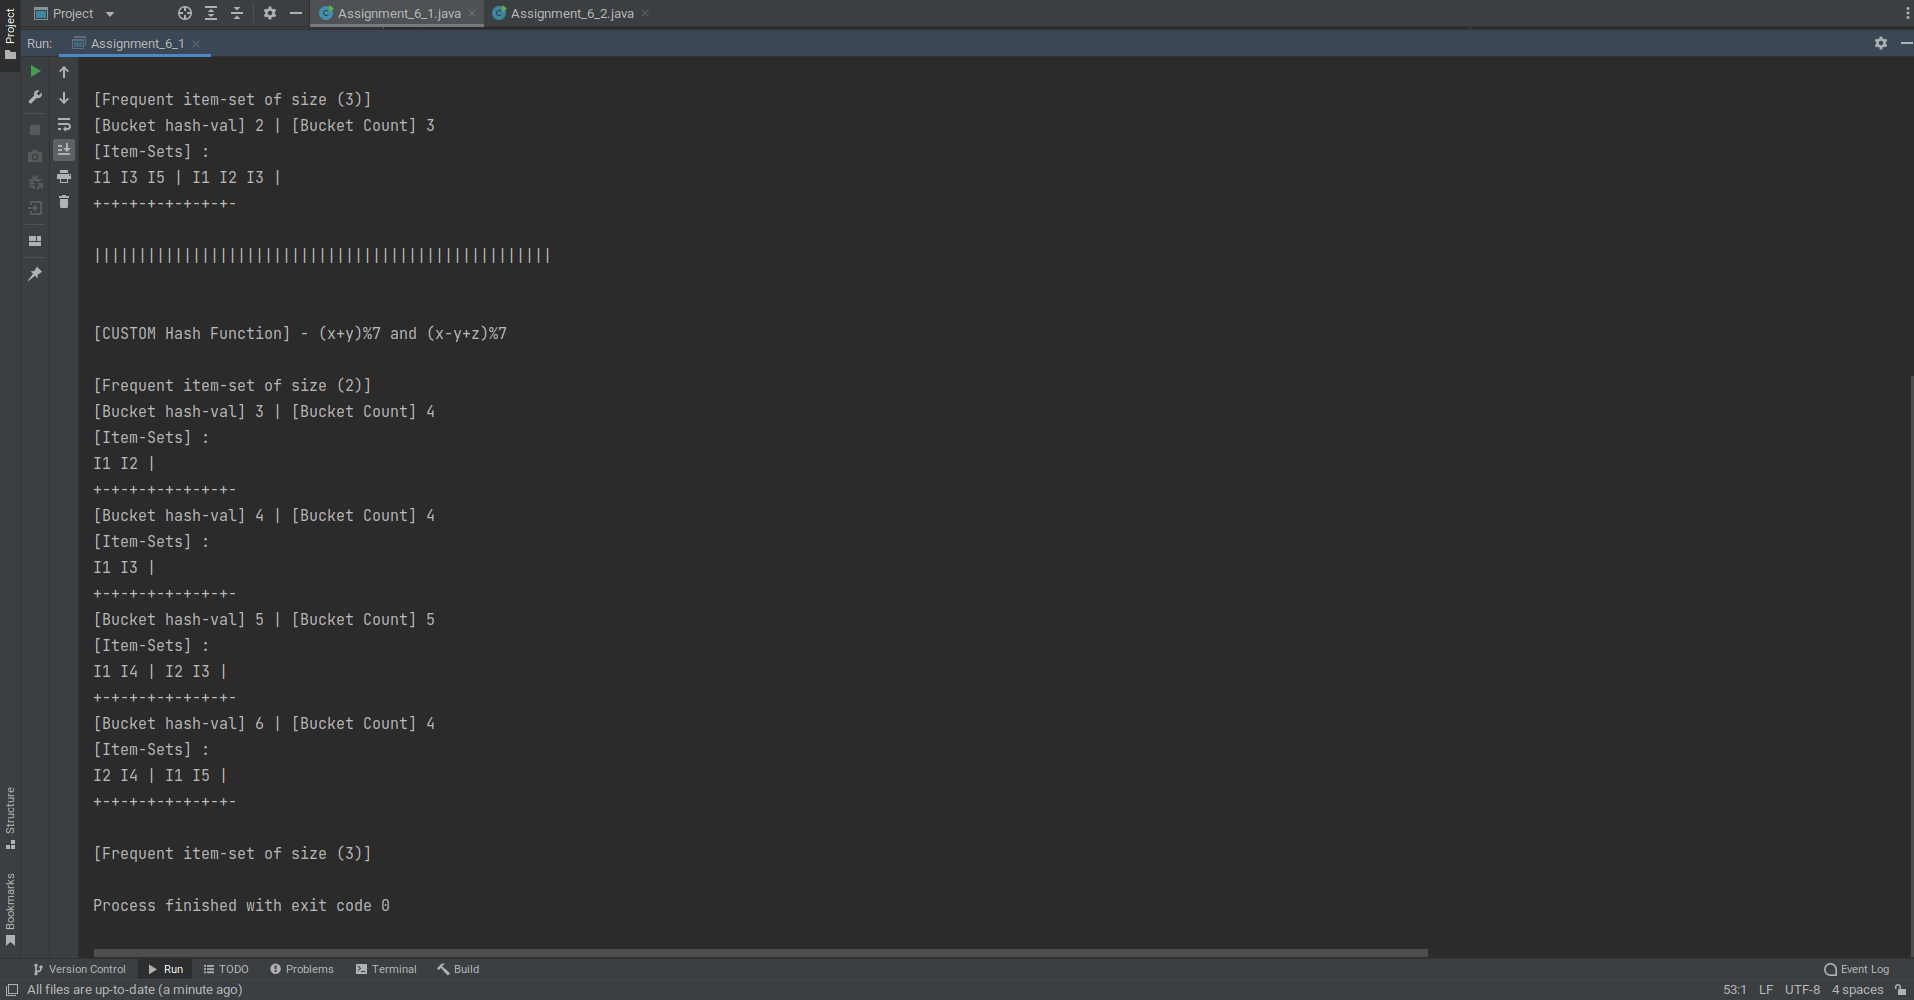 Project
Assignment_6_1.java
Assignment_6_2.java
Project
Run:
Assignment_6_1
[Frequent item-set of size (3)]
[Bucket hash-val] 2 | [Bucket Count] 3
[Item-Sets] :
I1 I3 I5 | I1 I2 I3 |
+-+-+-+-+-+-+-+-
|||||||||||||||||||||||||||||||||||||||||||||||||||
[CUSTOM Hash Function] - (x+y)%7 and (x-y+z)%7
[Frequent item-set of size (2)]
[Bucket hash-val] 3 | [Bucket Count] 4
[Item-Sets] :
I1 I2 |
+-+-+-+-+-+-+-+-
[Bucket hash-val] 4 | [Bucket Count] 4
[Item-Sets] :
I1 I3 |
+-+-+-+-+-+-+-+-
[Bucket hash-val] 5 | [Bucket Count] 5
[Item-Sets] :
I1 I4 | I2 I3 |
+-+-+-+-+-+-+-+-
[Bucket hash-val] 6 | [Bucket Count] 4
[Item-Sets] :
I2 I4 | I1 I5 |
+-+-+-+-+-+-+-+-
[Frequent item-set of size (3)]
Process finished with exit code 0
Structure
Bookmarks
Version Control
Run
TODO
Problems
Terminal
Build
Event Log
All files are up-to-date (a minute ago)
53:1 LF UTF-8 4 spaces